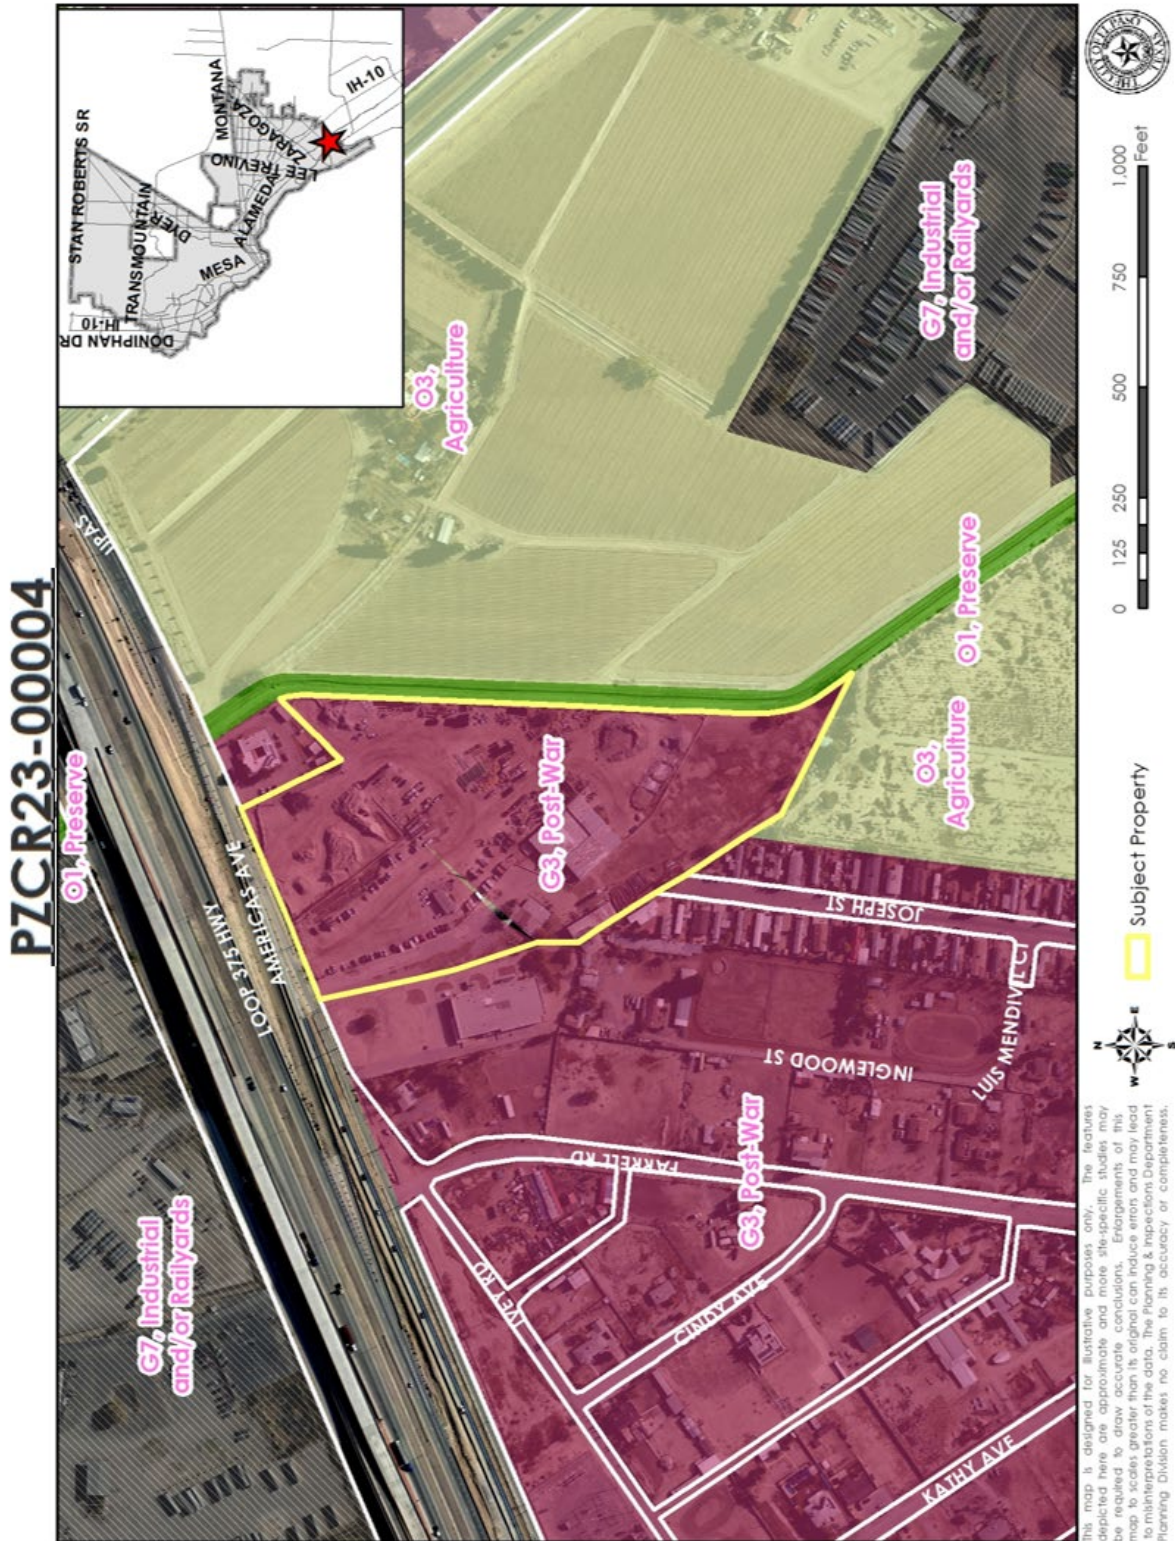 PZCR23-00004
STAN ROBERTS SR
TRANSMOUNTAIN
DYER
MONTANA
ZARAGOZA
LEE TREVINO
IH-10
ALAMEDA
MESA
IH-10
DONIPHAN DR
O1, Preserve
JIPAS
LOOP 375 HWY
AMERICAS AVE
O3,
Agriculture
G7, Industrial
and/or Railyards
G7, Industrial
and/or Railyards
G3, Post-War
O3,
Agriculture
O1, Preserve
G3, Post-War
IVEY RD
FARRELL RD
CINDY AVE
KATHY AVE
INGLEWOOD ST
JOSEPH ST
LUIS MENDIVIL CT
This map is designed for illustrative purposes only. The features
depicted here are approximate and more site-specific studies may
be required to draw accurate conclusions. Enlargements of this
map to scales greater than its original can induce errors and may lead
to misinterpretations of the data. The Planning & Inspections Department
Planning Division makes no claim to its accuracy or completeness.
N
W
E
S
Subject Property
0 125 250 500 750 1,000
Feet
THE CITY OF EL PASO
TEXAS